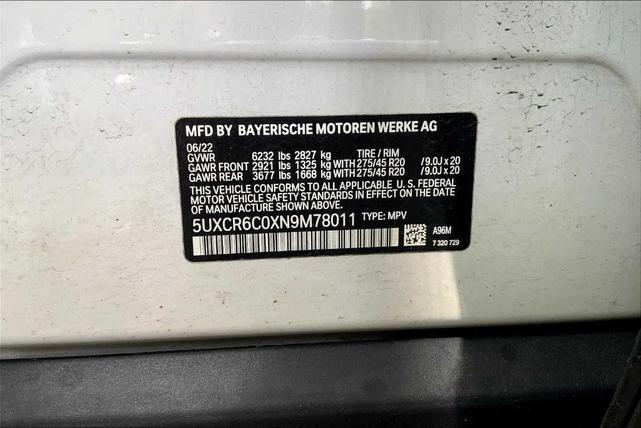 MFD BY BAYERISCHE MOTOREN WERKE AG
06/22
GVWR 6232 lbs 2827 kg TIRE / RIM
GAWR FRONT 2921 lbs 1325 kg WITH 275/45 R20 /9.0J x 20
GAWR REAR 3677 lbs 1668 kg WITH 275/45 R20 /9.0J x 20
THIS VEHICLE CONFORMS TO ALL APPLICABLE U. S. FEDERAL
MOTOR VEHICLE SAFETY STANDARDS IN EFFECT ON THE DATE
OF MANUFACTURE SHOWN ABOVE.
5UXCR6C0XN9M78011 TYPE: MPV
A96M
7 320 729